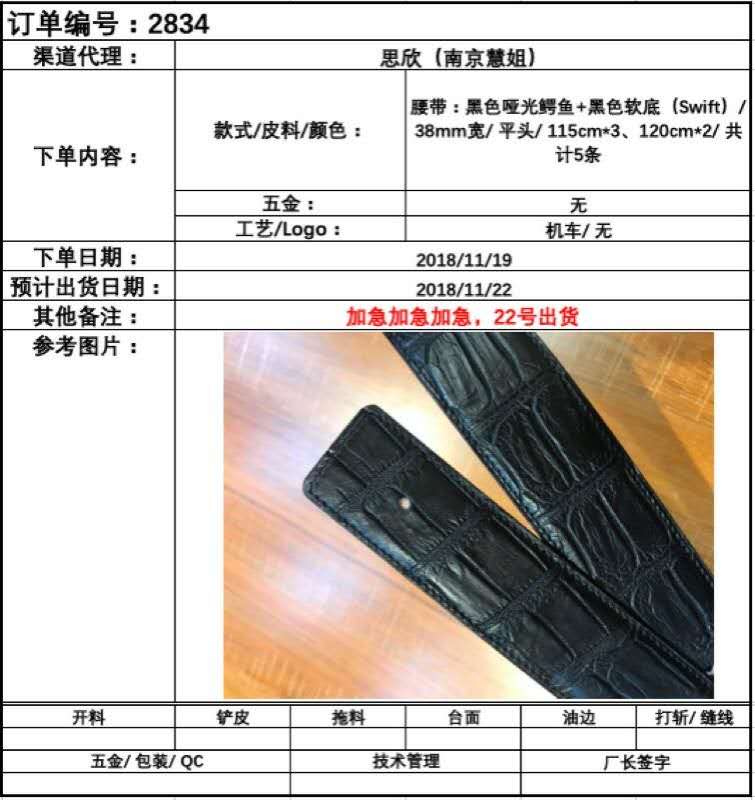 订单编号：2834
渠道代理：
思欣（南京慧姐）
下单内容：
款式/皮料/颜色：
腰带：黑色哑光鳄鱼+黑色软底（Swift）/
38mm宽/ 平头/ 115cm*3、120cm*2/ 共
计5条
五金：
无
工艺/Logo：
机车/ 无
下单日期：
2018/11/19
预计出货日期：
2018/11/22
其他备注：
加急加急加急，22号出货
参考图片：
开料
铲皮
拖料
台面
油边
打斩/ 缝线
五金/ 包装/ QC
技术管理
厂长签字